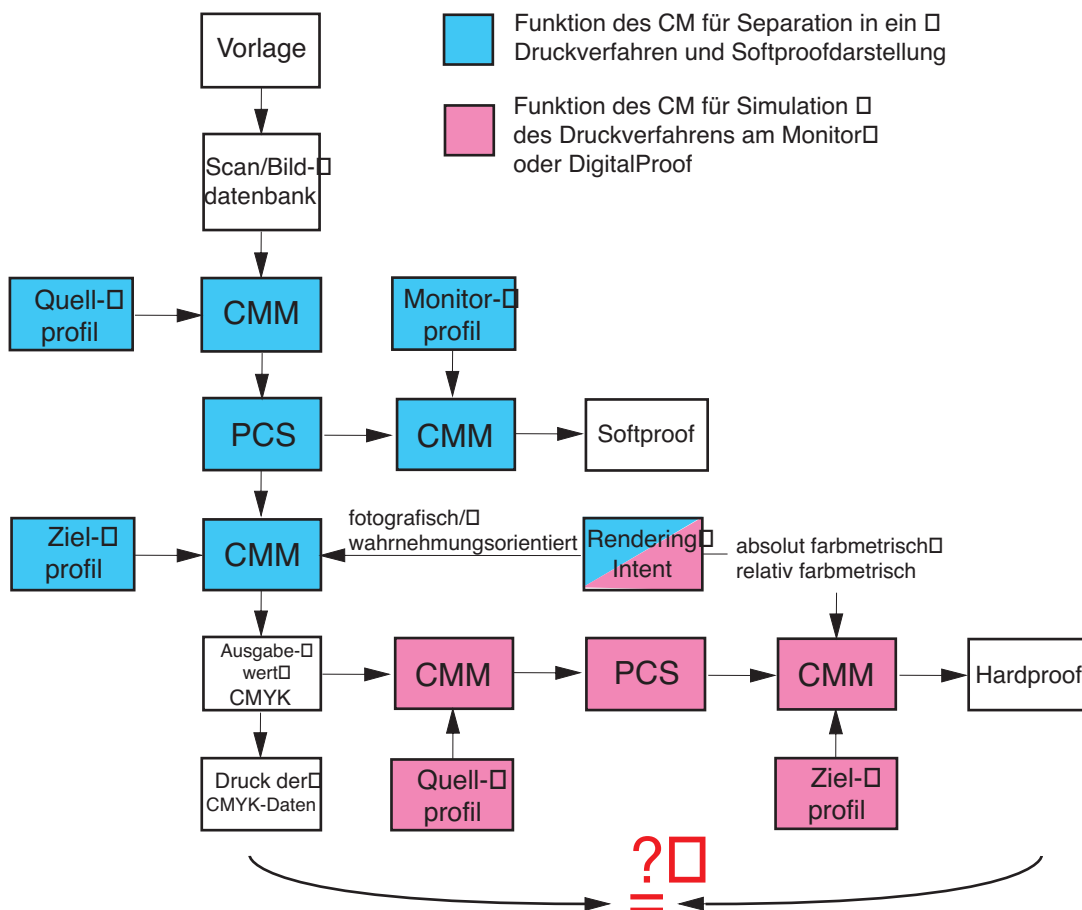 Vorlage
Funktion des CM für Separation in ein
Druckverfahren und Softproofdarstellung
Funktion des CM für Simulation
des Druckverfahrens am Monitor
oder DigitalProof
Scan/Bild-
datenbank
Quell-
profil
CMM
Monitor-
profil
PCS
CMM
Softproof
Ziel-
profil
CMM
fotografisch/
wahrnehmungsorientiert
Rendering
Intent
absolut farbmetrisch
relativ farbmetrisch
Ausgabe-
wert
CMYK
CMM
PCS
CMM
Hardproof
Druck der
CMYK-Daten
Quell-
profil
Ziel-
profil
?
=